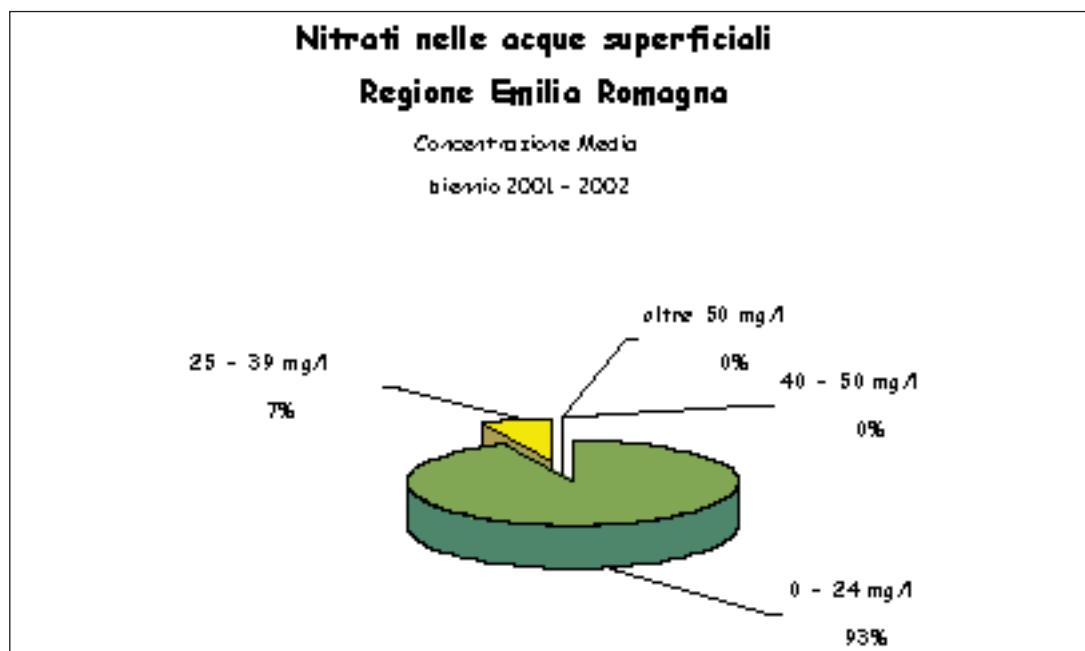 Nitrati nelle acque superficiali
Regione Emilia Romagna
Concentrazione Media
biennio 2001 - 2002
oltre 50 mg/l
0%
25 - 39 mg/l
7%
40 - 50 mg/l
0%
0 - 24 mg/l
93%